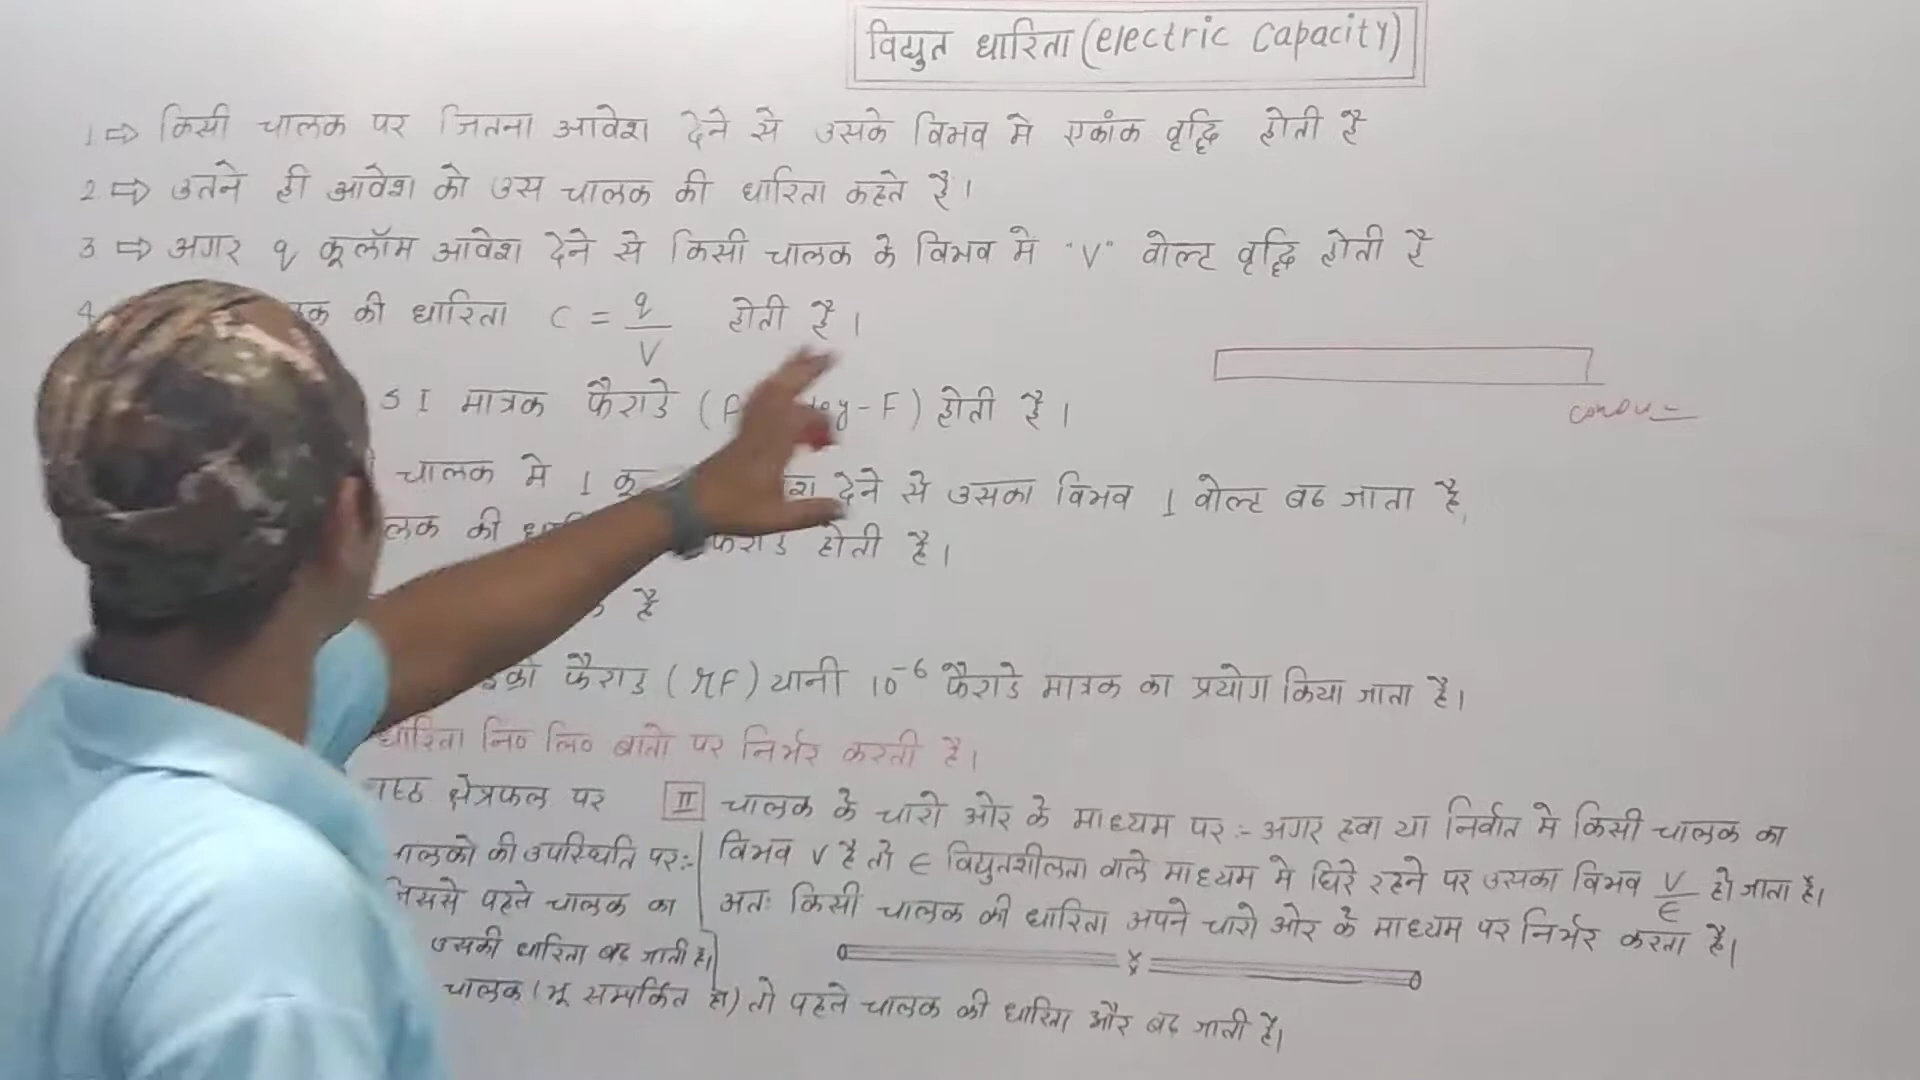 विद्युत धारिता (electric capacity)
1 ⇨ किसी चालक पर जितना आवेश देने से उसके विभव मे एकांक वृद्धि होती है
2 ⇨ उतने ही आवेश को उस चालक की धारिता कहते है।
3 ⇨ अगर q कूलॉम आवेश देने से किसी चालक के विभव में "V" वोल्ट वृद्धि होती है
4 की धारिता C = q/V होती है।
SI मात्रक फैराडे ( y-F) होती है।
चालक मे 1 देने से उसका विभव 1 वोल्ट बढ जाता है,
की होती है।
है
फैराड (μF) यानी 10⁻⁶ फैराडे मात्रक का प्रयोग किया जाता है।
धारिता नि० लि० बातो पर निर्भर करती है।
क्षेत्रफल पर
II चालक के चारो ओर के माध्यम पर :- अगर हवा या निर्वात मे किसी चालक का
की उपस्थिति पर:-
विभव V है तो ∈ विद्युतशीलता वाले माध्यम मे घिरे रहने पर उसका विभव V/∈ हो जाता है।
जिससे पहले चालक का
अतः किसी चालक की धारिता अपने चारो ओर के माध्यम पर निर्भर करता है।
उसकी धारिता बढ जाती है।
चालक (भू सम्पर्कित हो) तो पहले चालक की धारिता और बढ जाती है।